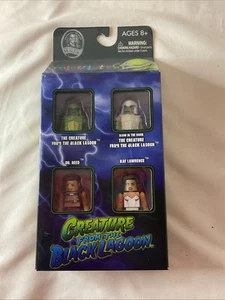 AGES 8+
WARNING:
THE CREATURE
FROM THE BLACK LAGOON
GLOW IN THE DARK
THE CREATURE
FROM THE BLACK LAGOON
DR. REED
KAY LAWRENCE
CREATURE
FROM THE
BLACK LAGOON